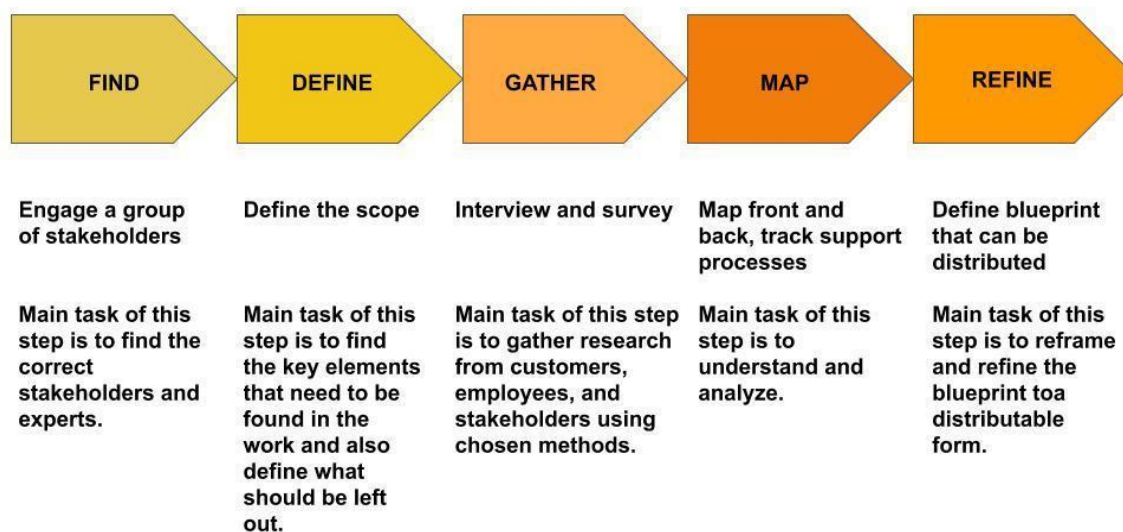 FIND
DEFINE
GATHER
MAP
REFINE
Engage a group
of stakeholders
Define the scope
Interview and survey
Map front and
back, track support
processes
Define blueprint
that can be
distributed
Main task of this
step is to find the
correct
stakeholders and
experts.
Main task of this
step is to find
the key elements
that need to be
found in the
work and also
define what
should be left
out.
Main task of this step
is to gather research
from customers,
employees, and
stakeholders using
chosen methods.
Main task of this
step is to
understand and
analyze.
Main task of this
step is to reframe
and refine the
blueprint toa
distributable
form.